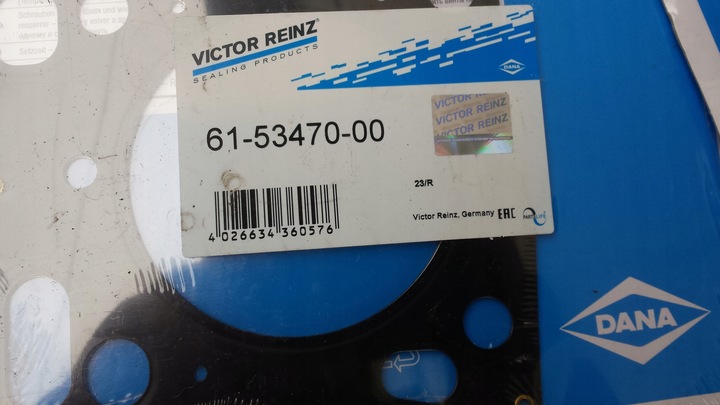 Setzose
VICTOR REINZ
SEALING PRODUCTS
DANA
VICTOR REINZ
VICTOR REINZ
VICTOR REINZ
61-53470-00
23/R
Victor Reinz, Germany EAC
4 026634 360576
DANA